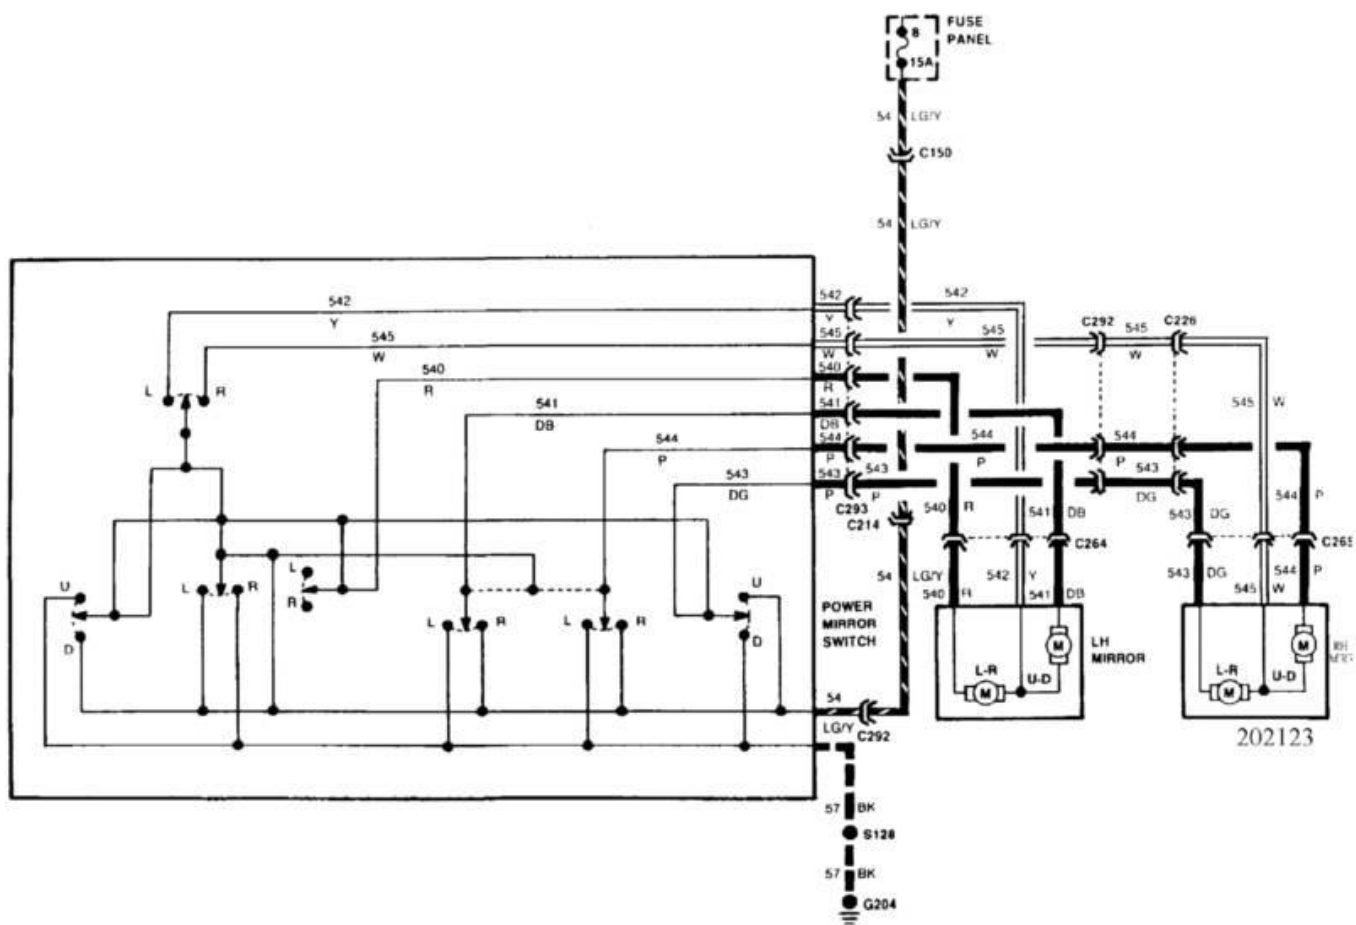 FUSE
PANEL
8
15A
54 LG/Y
C150
54 LG/Y
542
Y
542
Y
542
Y
545
W
545
W
545
W
C292
545
W
C226
540
R
540
R
541
DB
541
DB
545 W
544
P
544
P
544
P
544
P
543
DG
543
P
543
P
543
DG
L R
C293
C214
540 R
541 DB
543 DG
544 P
C264
C265
U
D
L R
L
R
L R
L R
U
D
54
LG/Y
540 R
542 Y
541 DB
543 DG
545 W
544 P
POWER
MIRROR
SWITCH
L-R
M
U-D
M
LH
MIRROR
L-R
M
U-D
M
RH
54
LG/Y
C292
202123
57 BK
S128
57 BK
G204